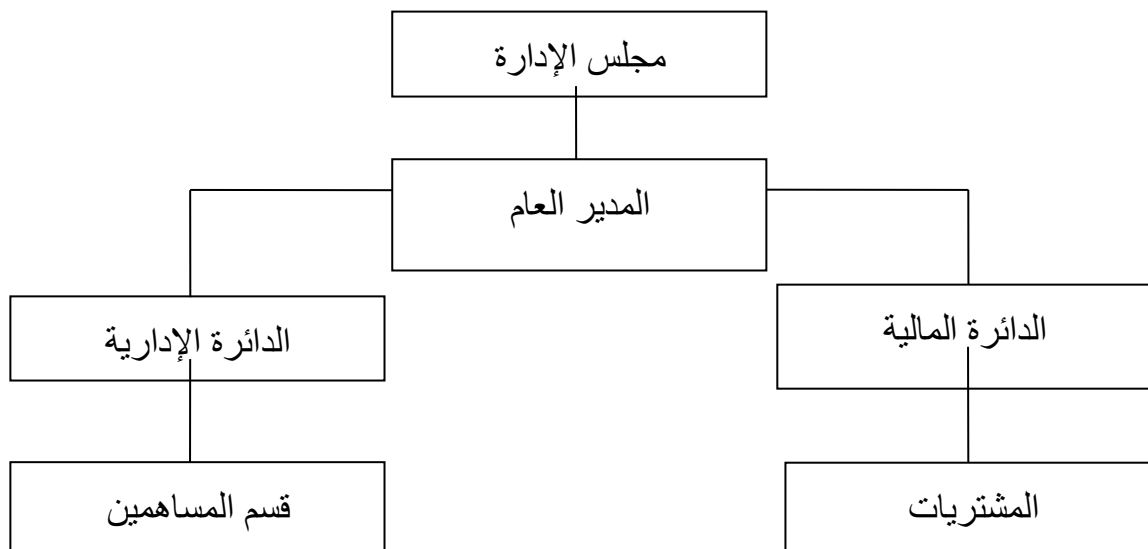 مجلس الإدارة
المدير العام
الدائرة المالية
الدائرة الإدارية
المشتريات
قسم المساهمين